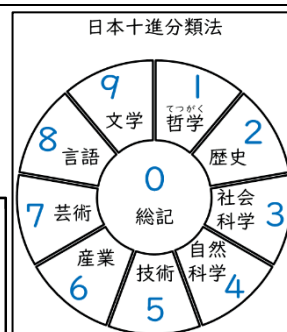 日本十進分類法
0
総記
1
てつがく
哲学
2
歴史
社会
科学
3
自然
科学
4
技術
5
産業
6
7
芸術
8
言語
9
文学